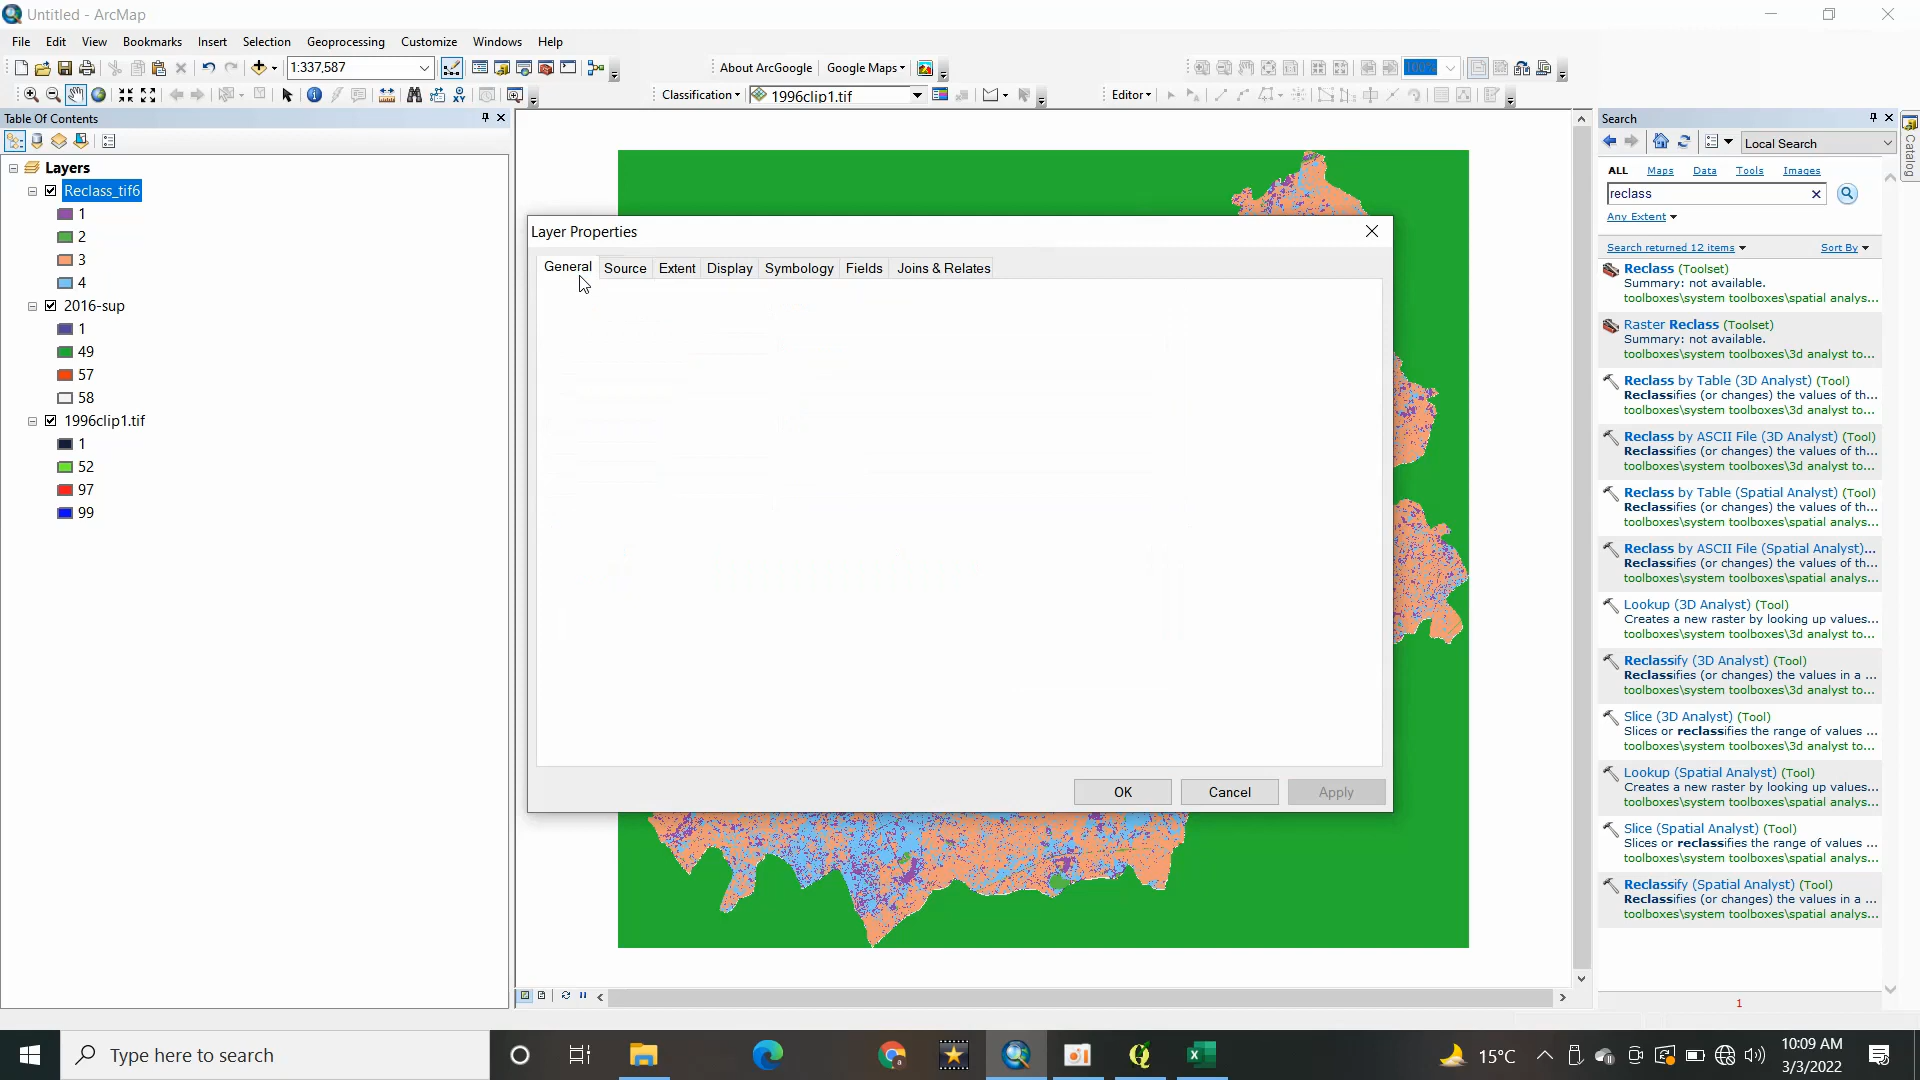 Untitled - ArcMap
File Edit View Bookmarks Insert Selection Geoprocessing Customize Windows Help
1:337,587
About ArcGoogle Google Maps
100%
Classification 1996clip1.tif
Editor
Table Of Contents
Layers
Reclass_tif6
1
2
3
4
2016-sup
1
49
57
58
1996clip1.tif
1
52
97
99
Layer Properties
General Source Extent Display Symbology Fields Joins & Relates
OK Cancel Apply
Search
Local Search
ALL Maps Data Tools Images
reclass
Any Extent
Search returned 12 items Sort By
Reclass (Toolset)
Summary: not available.
toolboxes\system toolboxes\spatial analys...
Raster Reclass (Toolset)
Summary: not available.
toolboxes\system toolboxes\3d analyst to...
Reclass by Table (3D Analyst) (Tool)
Reclassifies (or changes) the values of th...
toolboxes\system toolboxes\3d analyst to...
Reclass by ASCII File (3D Analyst) (Tool)
Reclassifies (or changes) the values of th...
toolboxes\system toolboxes\3d analyst to...
Reclass by Table (Spatial Analyst) (Tool)
Reclassifies (or changes) the values of th...
toolboxes\system toolboxes\spatial analys...
Reclass by ASCII File (Spatial Analyst)...
Reclassifies (or changes) the values of th...
toolboxes\system toolboxes\spatial analys...
Lookup (3D Analyst) (Tool)
Creates a new raster by looking up values...
toolboxes\system toolboxes\3d analyst to...
Reclassify (3D Analyst) (Tool)
Reclassifies (or changes) the values in a ...
toolboxes\system toolboxes\3d analyst to...
Slice (3D Analyst) (Tool)
Slices or reclassifies the range of values ...
toolboxes\system toolboxes\3d analyst to...
Lookup (Spatial Analyst) (Tool)
Creates a new raster by looking up values...
toolboxes\system toolboxes\spatial analys...
Slice (Spatial Analyst) (Tool)
Slices or reclassifies the range of values ...
toolboxes\system toolboxes\spatial analys...
Reclassify (Spatial Analyst) (Tool)
Reclassifies (or changes) the values in a ...
toolboxes\system toolboxes\spatial analys...
1
Catalog
Type here to search
15°C
10:09 AM
3/3/2022